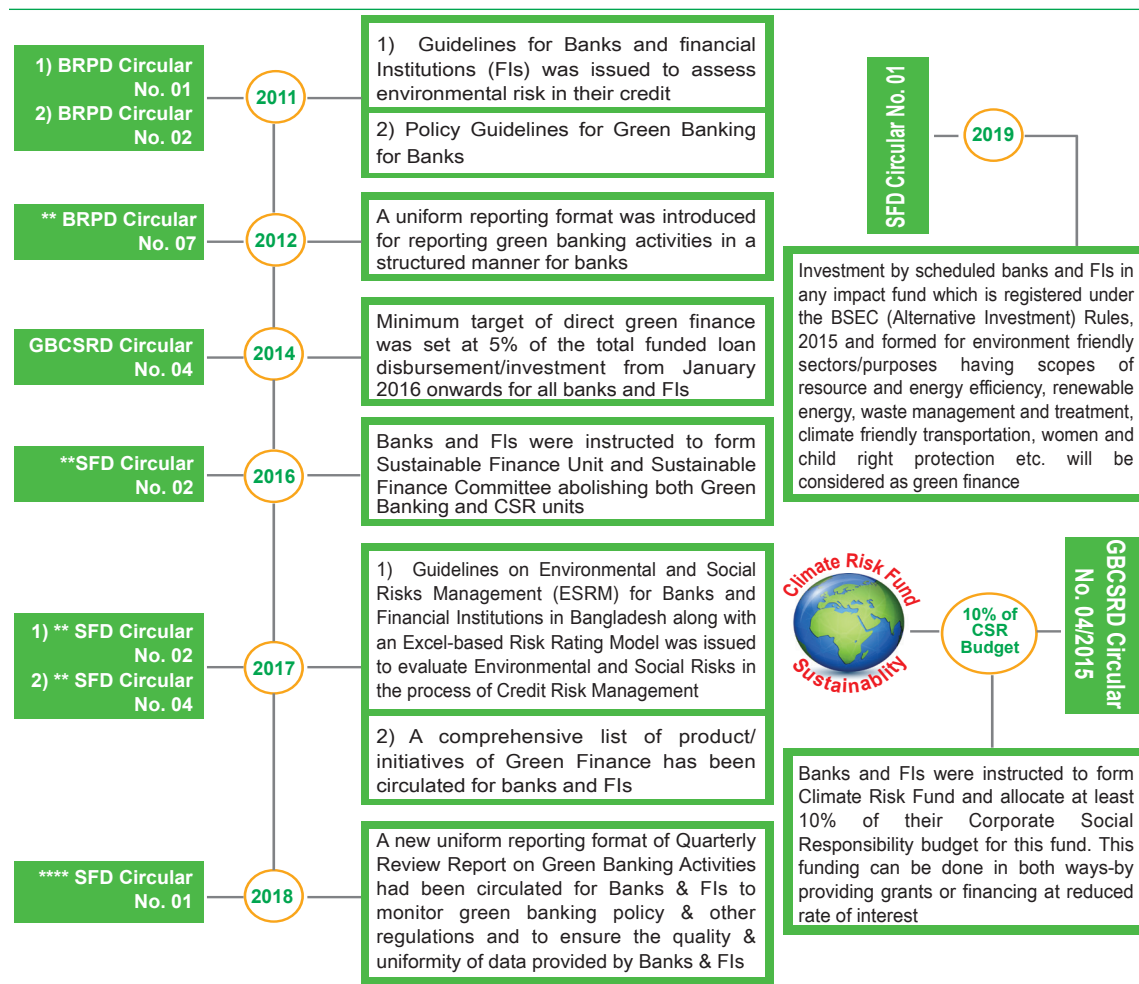 1) BRPD Circular
No. 01
2) BRPD Circular
No. 02
2011
1) Guidelines for Banks and financial
Institutions (FIs) was issued to assess
environmental risk in their credit
2) Policy Guidelines for Green Banking
for Banks
** BRPD Circular
No. 07
2012
A uniform reporting format was introduced
for reporting green banking activities in a
structured manner for banks
GBCSRD Circular
No. 04
2014
Minimum target of direct green finance
was set at 5% of the total funded loan
disbursement/investment from January
2016 onwards for all banks and FIs
**SFD Circular
No. 02
2016
Banks and FIs were instructed to form
Sustainable Finance Unit and Sustainable
Finance Committee abolishing both Green
Banking and CSR units
1) ** SFD Circular
No. 02
2) ** SFD Circular
No. 04
2017
1) Guidelines on Environmental and Social
Risks Management (ESRM) for Banks and
Financial Institutions in Bangladesh along with
an Excel-based Risk Rating Model was issued
to evaluate Environmental and Social Risks in
the process of Credit Risk Management
2) A comprehensive list of product/
initiatives of Green Finance has been
circulated for banks and FIs
**** SFD Circular
No. 01
2018
A new uniform reporting format of Quarterly
Review Report on Green Banking Activities
had been circulated for Banks & FIs to
monitor green banking policy & other
regulations and to ensure the quality &
uniformity of data provided by Banks & FIs
SFD Circular No. 01
2019
Investment by scheduled banks and FIs in
any impact fund which is registered under
the BSEC (Alternative Investment) Rules,
2015 and formed for environment friendly
sectors/purposes having scopes of
resource and energy efficiency, renewable
energy, waste management and treatment,
climate friendly transportation, women and
child right protection etc. will be
considered as green finance
Climate Risk Fund
Sustainablity
10% of
CSR
Budget
GBCSRD Circular
No. 04/2015
Banks and FIs were instructed to form
Climate Risk Fund and allocate at least
10% of their Corporate Social
Responsibility budget for this fund. This
funding can be done in both ways-by
providing grants or financing at reduced
rate of interest